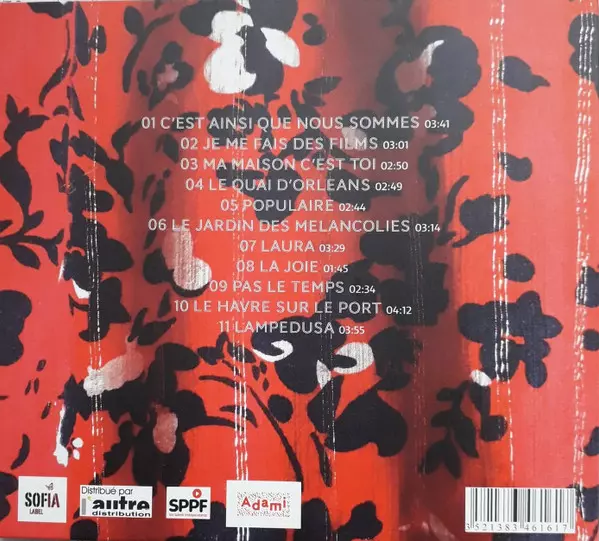 01 C'EST AINSI QUE NOUS SOMMES 03:41
02 JE ME FAIS DES FILMS 03:01
03 MA MAISON C'EST TOI 02:50
04 LE QUAI D'ORLEANS 02:49
05 POPULAIRE 02:44
06 LE JARDIN DES MELANCOLIES 03:14
07 LAURA 03:29
08 LA JOIE 01:45
09 PAS LE TEMPS 02:34
10 LE HAVRE SUR LE PORT 04:12
11 LAMPEDUSA 03:55
SOFIA
LABEL
Distribué par
l'autre
distribution
SPPF
Adami
3 521383 461617